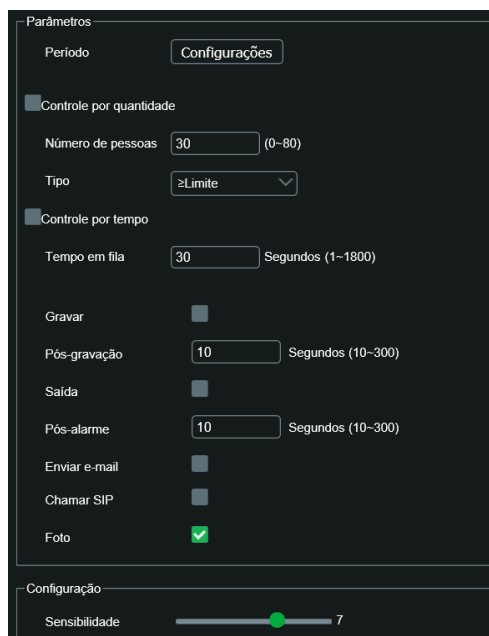 Parâmetros
Período Configurações
Controle por quantidade
Número de pessoas 30 (0~80)
Tipo ≥Limite
Controle por tempo
Tempo em fila 30 Segundos (1~1800)
Gravar
Pós-gravação 10 Segundos (10~300)
Saída
Pós-alarme 10 Segundos (10~300)
Enviar e-mail
Chamar SIP
Foto
Configuração
Sensibilidade 7